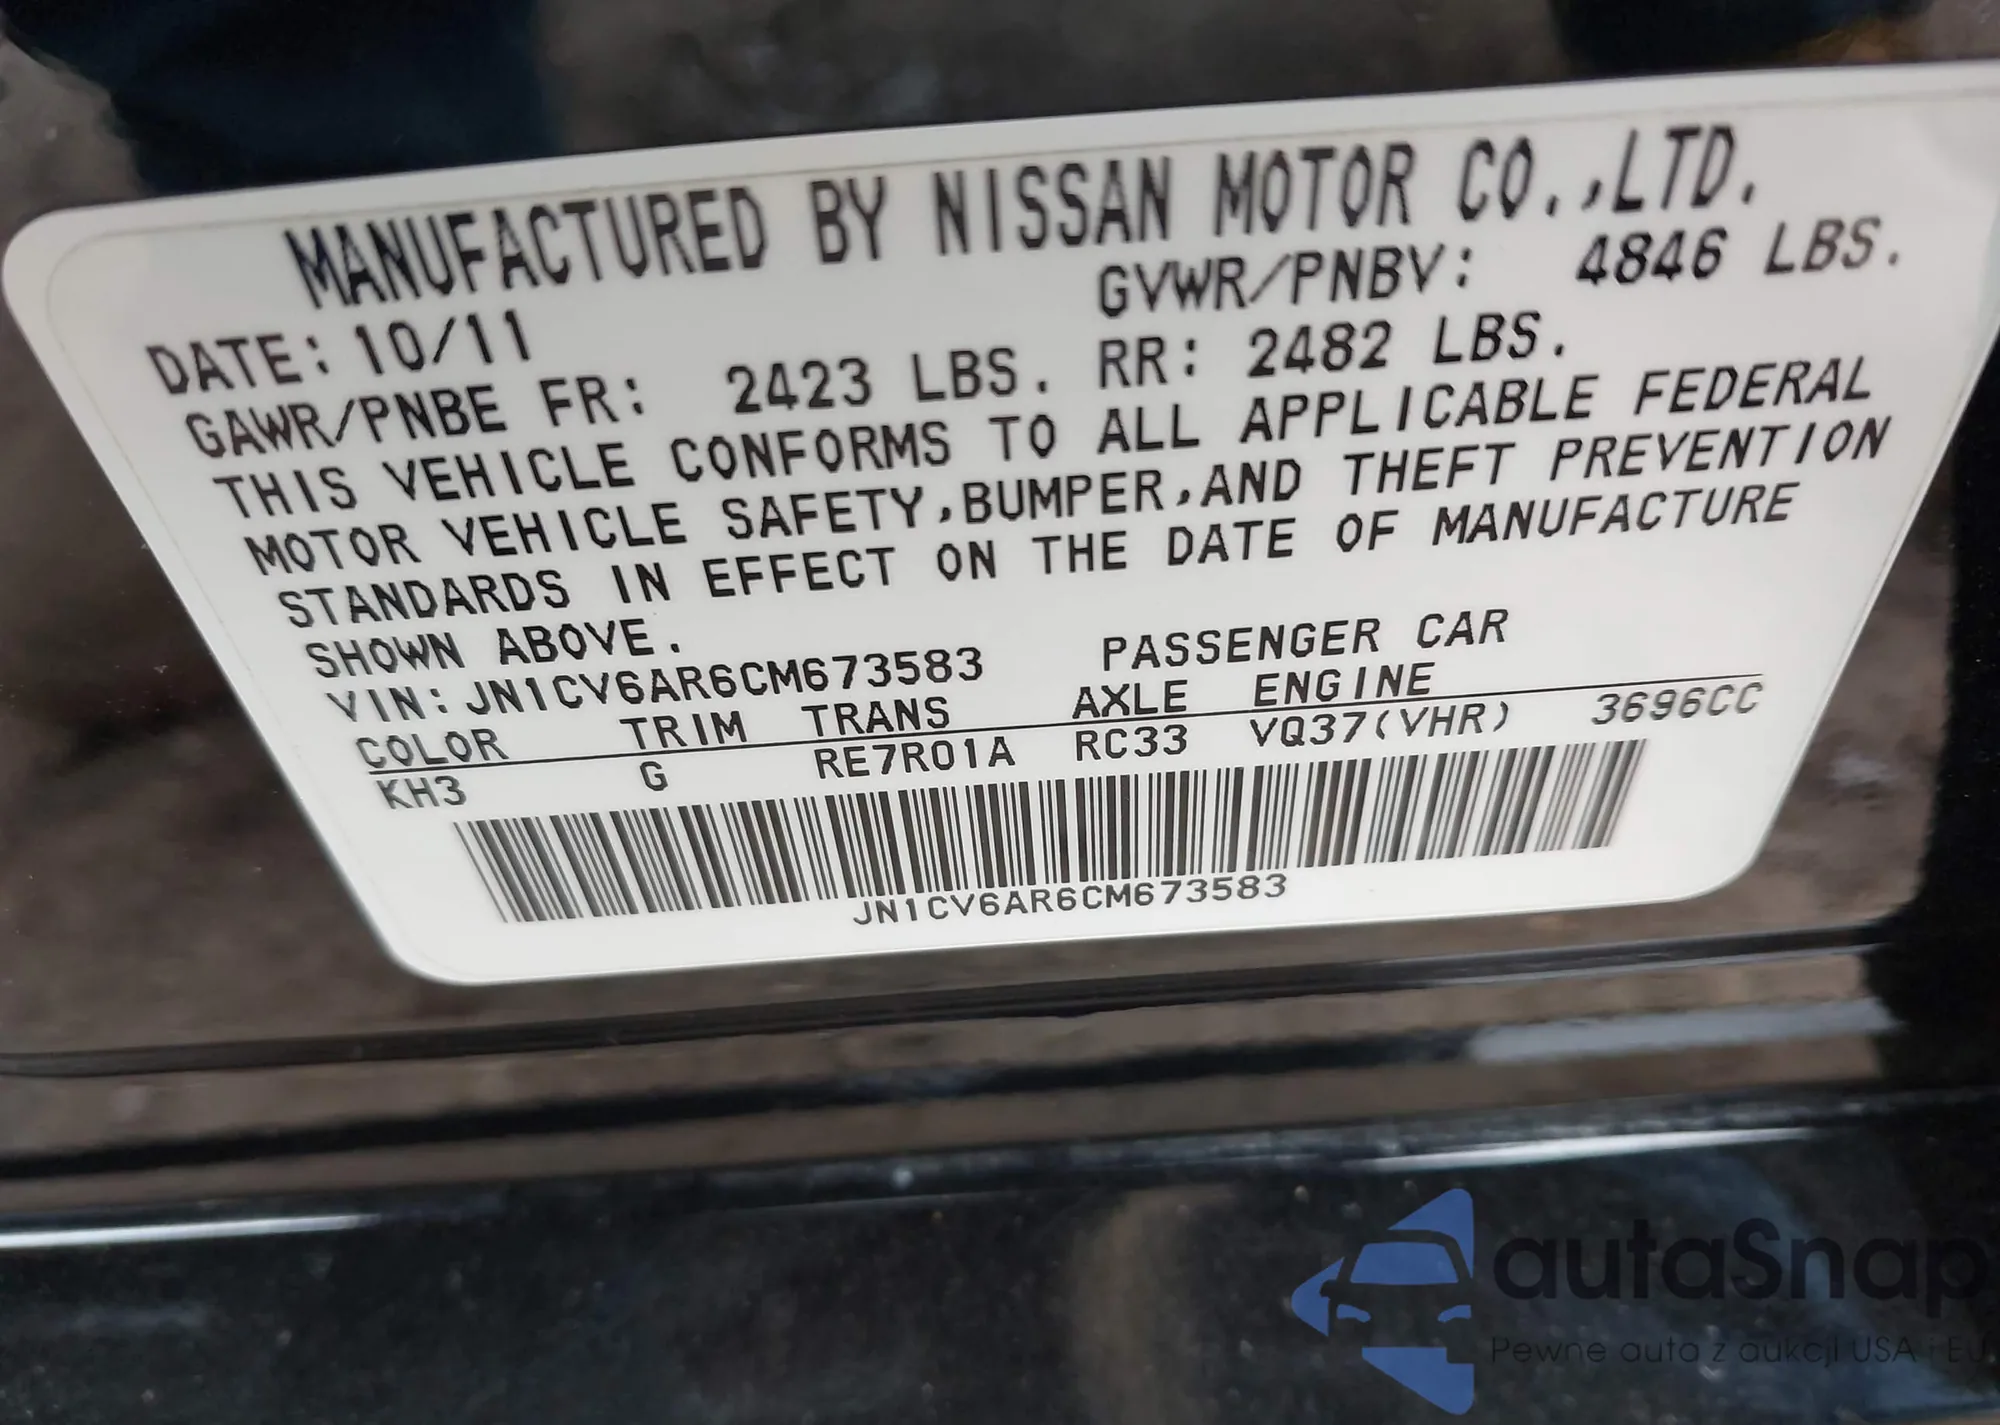 MANUFACTURED BY NISSAN MOTOR CO.,LTD.
DATE: 10/11 GVWR/PNBV: 4846 LBS.
GAWR/PNBE FR: 2423 LBS. RR: 2482 LBS.
THIS VEHICLE CONFORMS TO ALL APPLICABLE FEDERAL
MOTOR VEHICLE SAFETY,BUMPER,AND THEFT PREVENTION
STANDARDS IN EFFECT ON THE DATE OF MANUFACTURE
SHOWN ABOVE.
VIN: JN1CV6AR6CM673583 PASSENGER CAR
COLOR TRIM TRANS AXLE ENGINE
KH3 G RE7R01A RC33 VQ37(VHR) 3696CC
JN1CV6AR6CM673583
autaSnap
Pewne auta z aukcji USA i EU